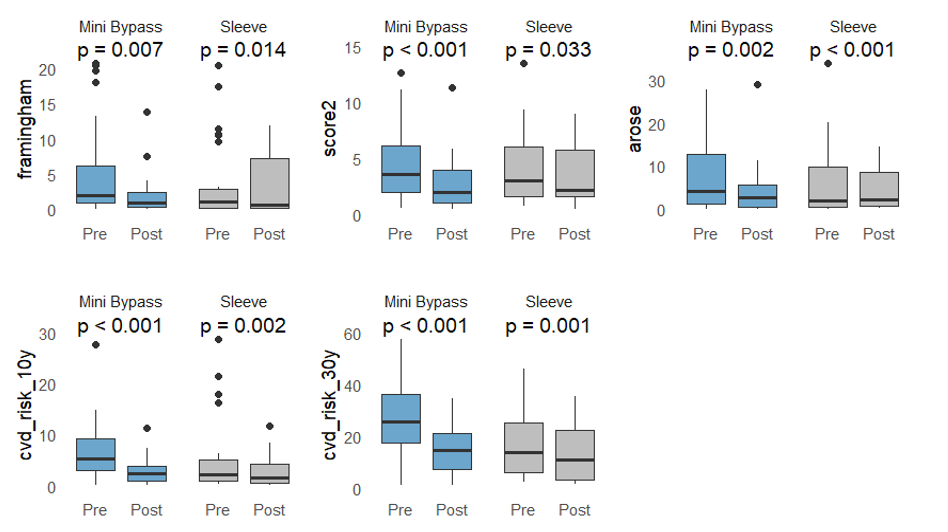 Mini Bypass Sleeve
p = 0.007 p = 0.014
framingham
20
15
10
5
0
Pre Post Pre Post
Mini Bypass Sleeve
p < 0.001 p = 0.033
score2
15
10
5
0
Pre Post Pre Post
Mini Bypass Sleeve
p = 0.002 p < 0.001
arose
30
20
10
0
Pre Post Pre Post
Mini Bypass Sleeve
p < 0.001 p = 0.002
cvd_risk_10y
30
20
10
0
Pre Post Pre Post
Mini Bypass Sleeve
p < 0.001 p = 0.001
cvd_risk_30y
60
40
20
0
Pre Post Pre Post